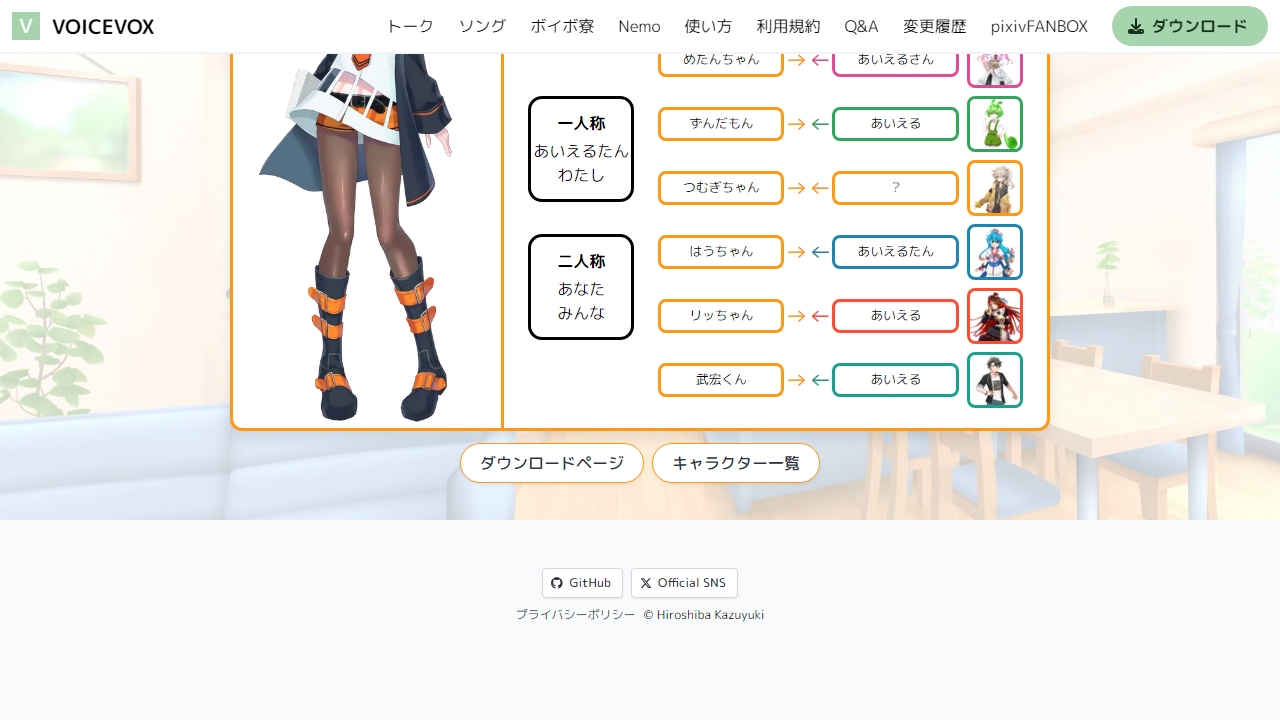 V VOICEVOX トーク ソング ボイボ寮 Nemo 使い方 利用規約 Q&A 変更履歴 pixivFANBOX ダウンロード
めたんちゃん → ← あいえるさん
一人称
あいえるたん
わたし
二人称
あなた
みんな
ずんだもん → ← あいえる
つむぎちゃん → ← ？
はうちゃん → ← あいえるたん
リッちゃん → ← あいえる
武宏くん → ← あいえる
ダウンロードページ キャラクター一覧
GitHub Official SNS
プライバシーポリシー © Hiroshiba Kazuyuki